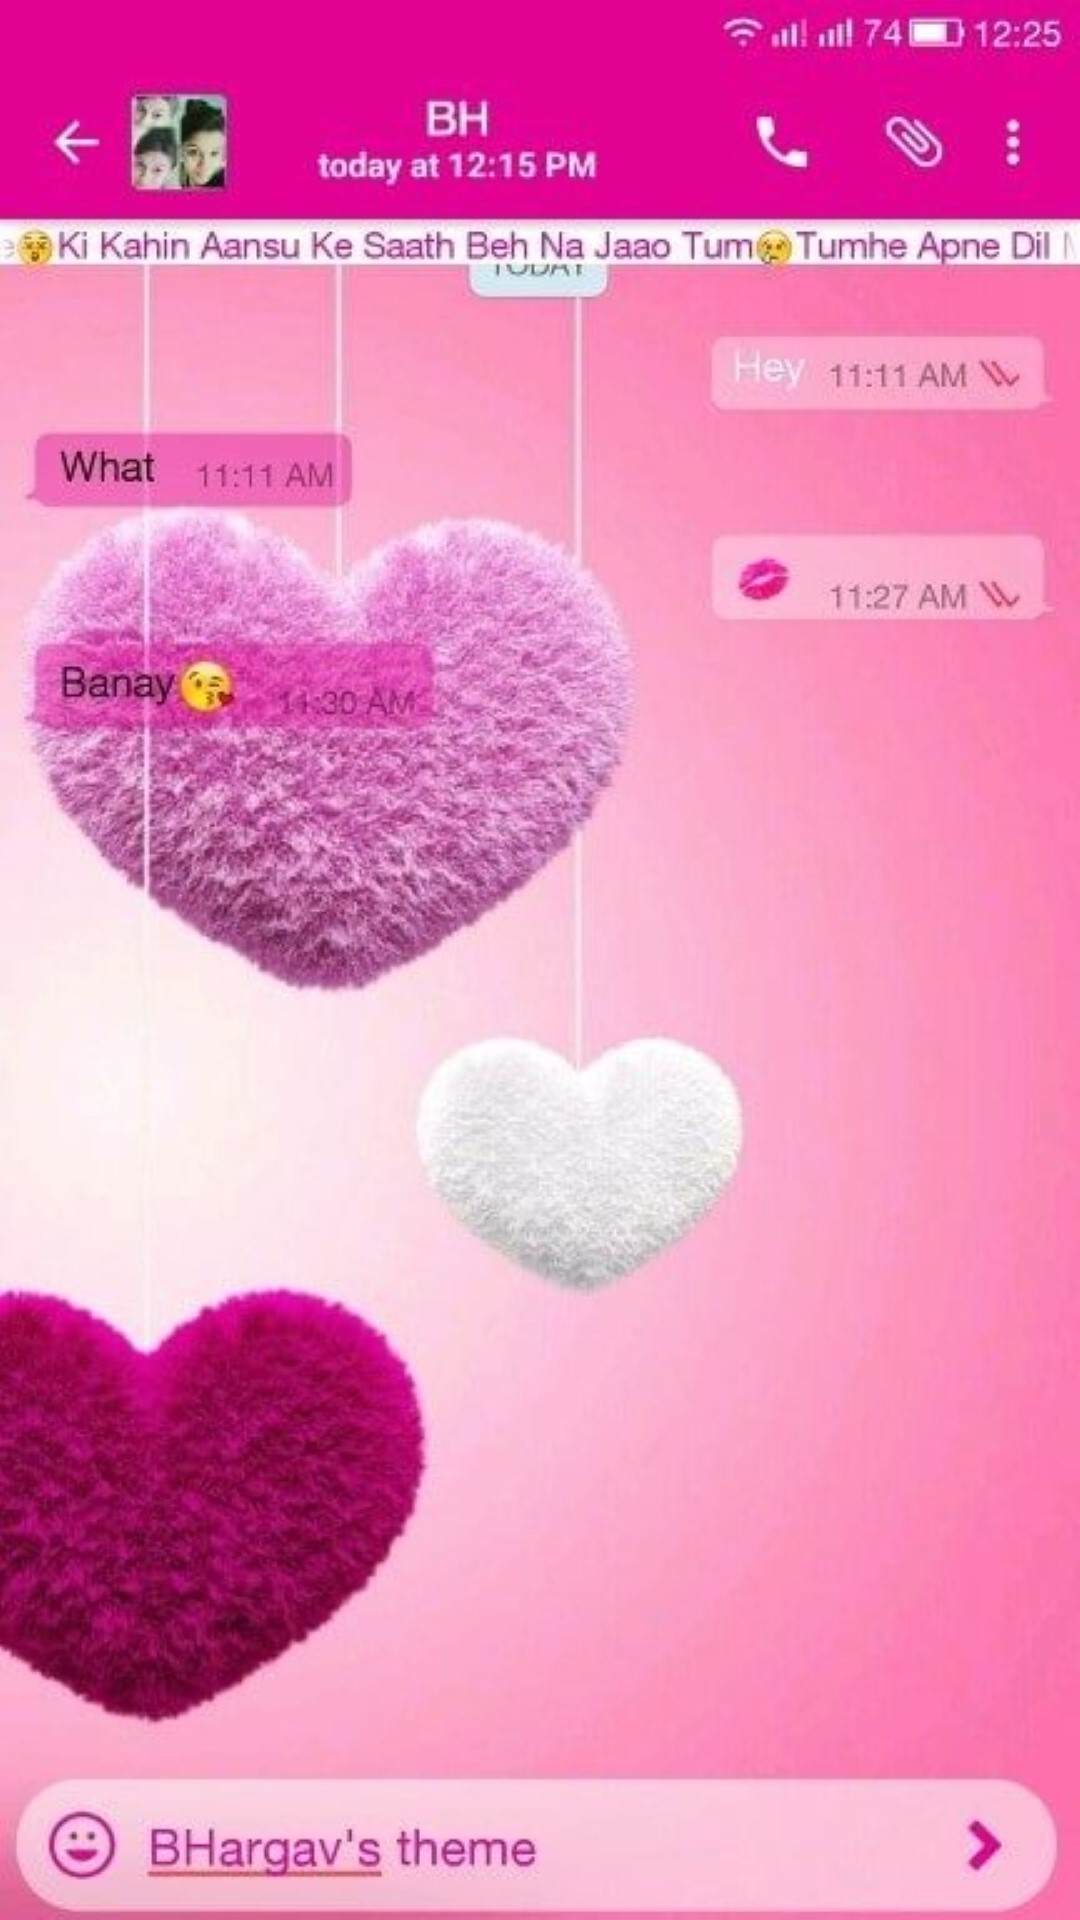 74 12:25
BH
today at 12:15 PM
😚Ki Kahin Aansu Ke Saath Beh Na Jaao Tum😢Tumhe Apne Dil
TODAY
Hey 11:11 AM
What 11:11 AM
💋 11:27 AM
Banay😘 11:30 AM
BHargav's theme